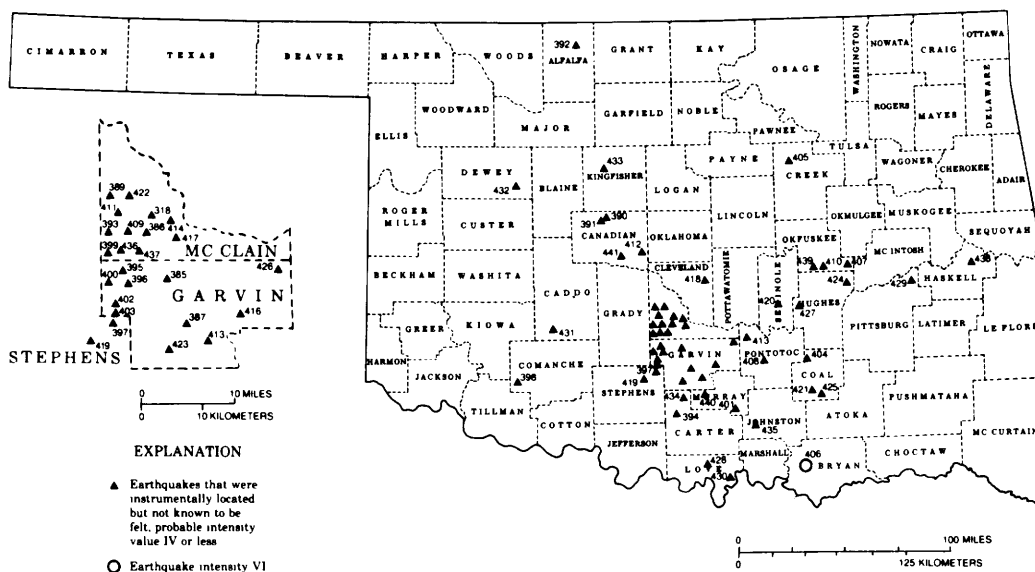 CIMARRON
TEXAS
BEAVER
HARPER
WOODS
392
ALFALFA
GRANT
KAY
OSAGE
WASHINGTON
NOWATA
CRAIG
OTTAWA
DELAWARE
ROGERS
MAYES
WOODWARD
ELLIS
MAJOR
GARFIELD
NOBLE
PAWNEE
TULSA
WAGONER
CHEROKEE
ADAIR
DEWEY
432
BLAINE
433
KINGFISHER
LOGAN
PAYNE
405
CREEK
ROGER
MILLS
CUSTER
391
390
CANADIAN
441
412
OKLAHOMA
LINCOLN
OKMULGEE
MUSKOGEE
SEQUOYAH
OKFUSKEE
MC INTOSH
438
BECKHAM
WASHITA
CADDO
CLEVELAND
418
POTTAWATOMIE
SEMINOLE
439
410
407
424
429
HASKELL
420
HUGHES
427
GREER
KIOWA
431
GRADY
PITTSBURG
LATIMER
LE FLORE
HARMON
JACKSON
COMANCHE
398
397
419
GARVIN
413
408
PONTOTOC
404
COAL
421
425
STEPHENS
434
MURRAY
440
401
PUSHMATAHA
TILLMAN
COTTON
394
CARTER
JOHNSTON
435
ATOKA
MC CURTAIN
JEFFERSON
MARSHALL
406
BRYAN
CHOCTAW
428
LOVE
430
389
422
411
318
393
409
386
414
417
399
436
437
MC CLAIN
426
395
400
396
385
GARVIN
402
403
397
387
416
413
419
423
STEPHENS
0 10 MILES
0 10 KILOMETERS
EXPLANATION
Earthquakes that were
instrumentally located
but not known to be
felt, probable intensity
value IV or less
Earthquake intensity VI
0 100 MILES
0 125 KILOMETERS